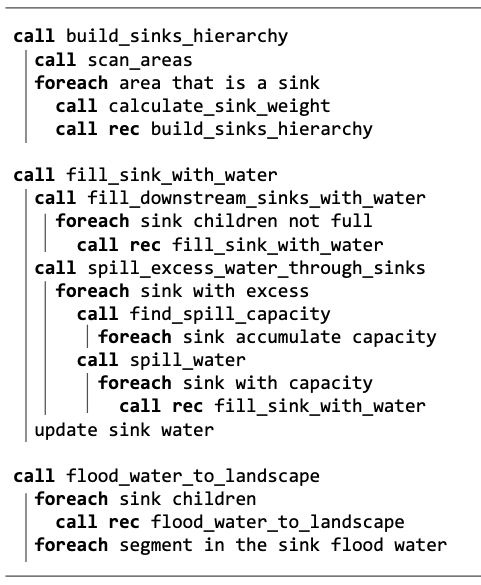 call build_sinks_hierarchy
call scan_areas
foreach area that is a sink
call calculate_sink_weight
call rec build_sinks_hierarchy
call fill_sink_with_water
call fill_downstream_sinks_with_water
foreach sink children not full
call rec fill_sink_with_water
call spill_excess_water_through_sinks
foreach sink with excess
call find_spill_capacity
foreach sink accumulate capacity
call spill_water
foreach sink with capacity
call rec fill_sink_with_water
update sink water
call flood_water_to_landscape
foreach sink children
call rec flood_water_to_landscape
foreach segment in the sink flood water